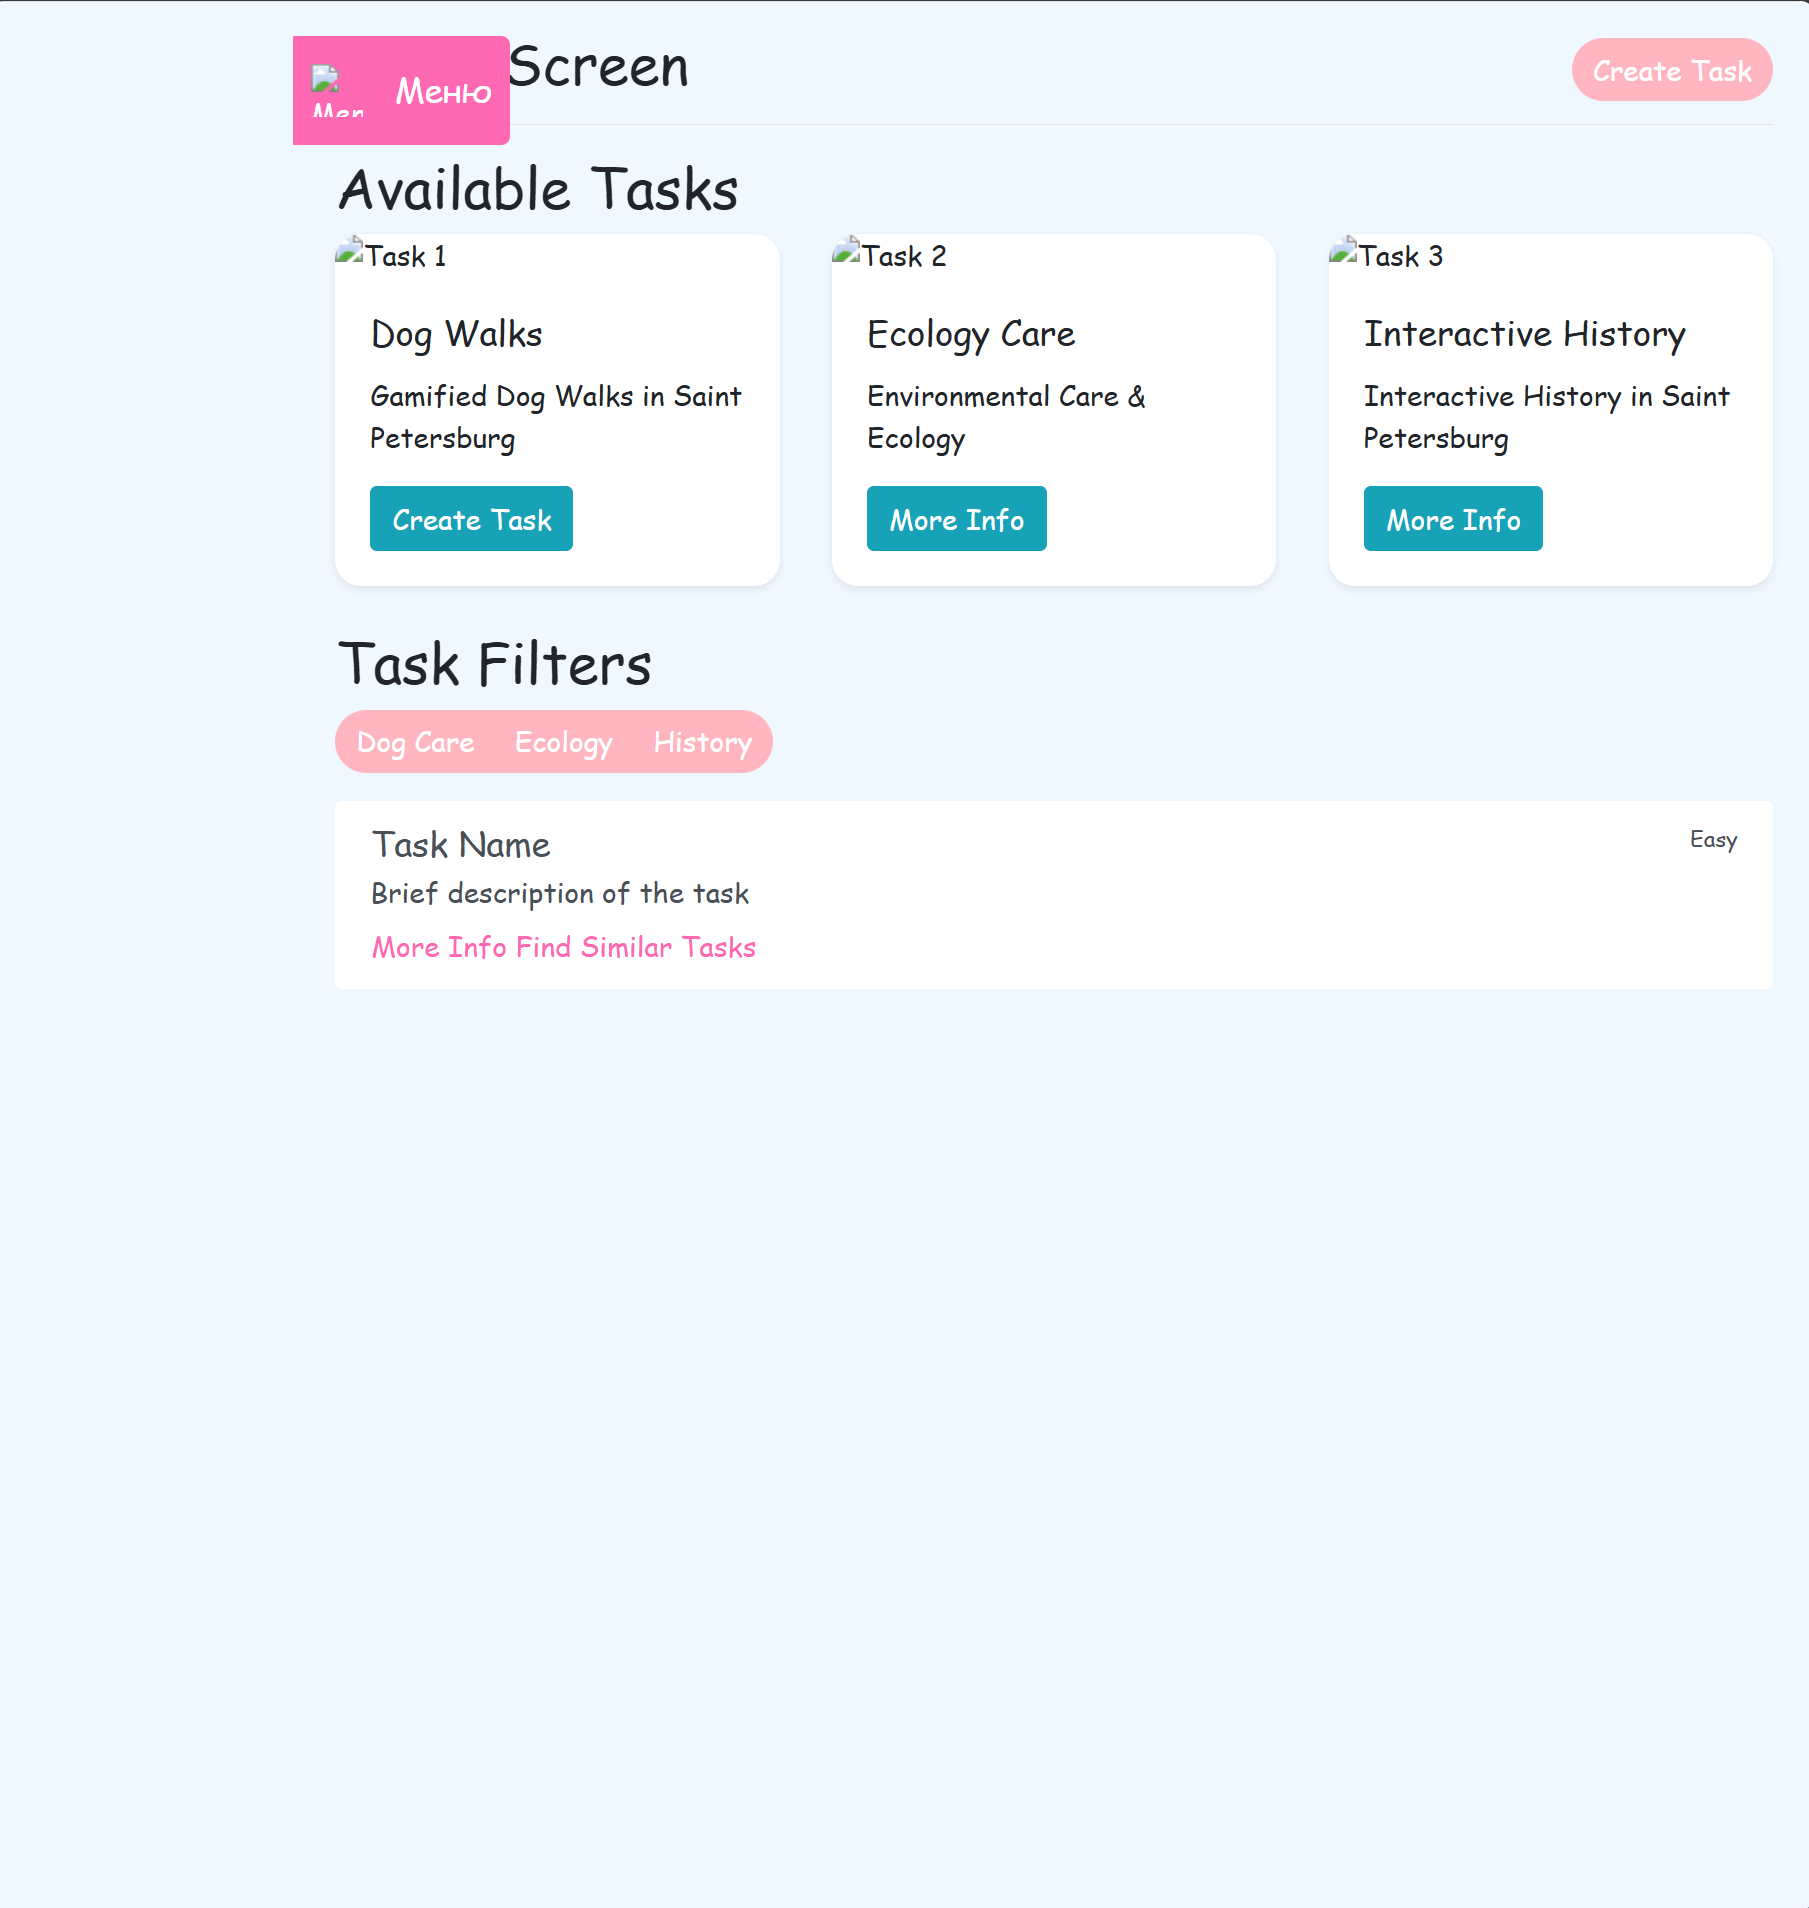 Меню
Screen
Create Task
Available Tasks
Task 1
Dog Walks
Gamified Dog Walks in Saint
Petersburg
Create Task
Task 2
Ecology Care
Environmental Care &
Ecology
More Info
Task 3
Interactive History
Interactive History in Saint
Petersburg
More Info
Task Filters
Dog Care
Ecology
History
Task Name
Easy
Brief description of the task
More Info Find Similar Tasks